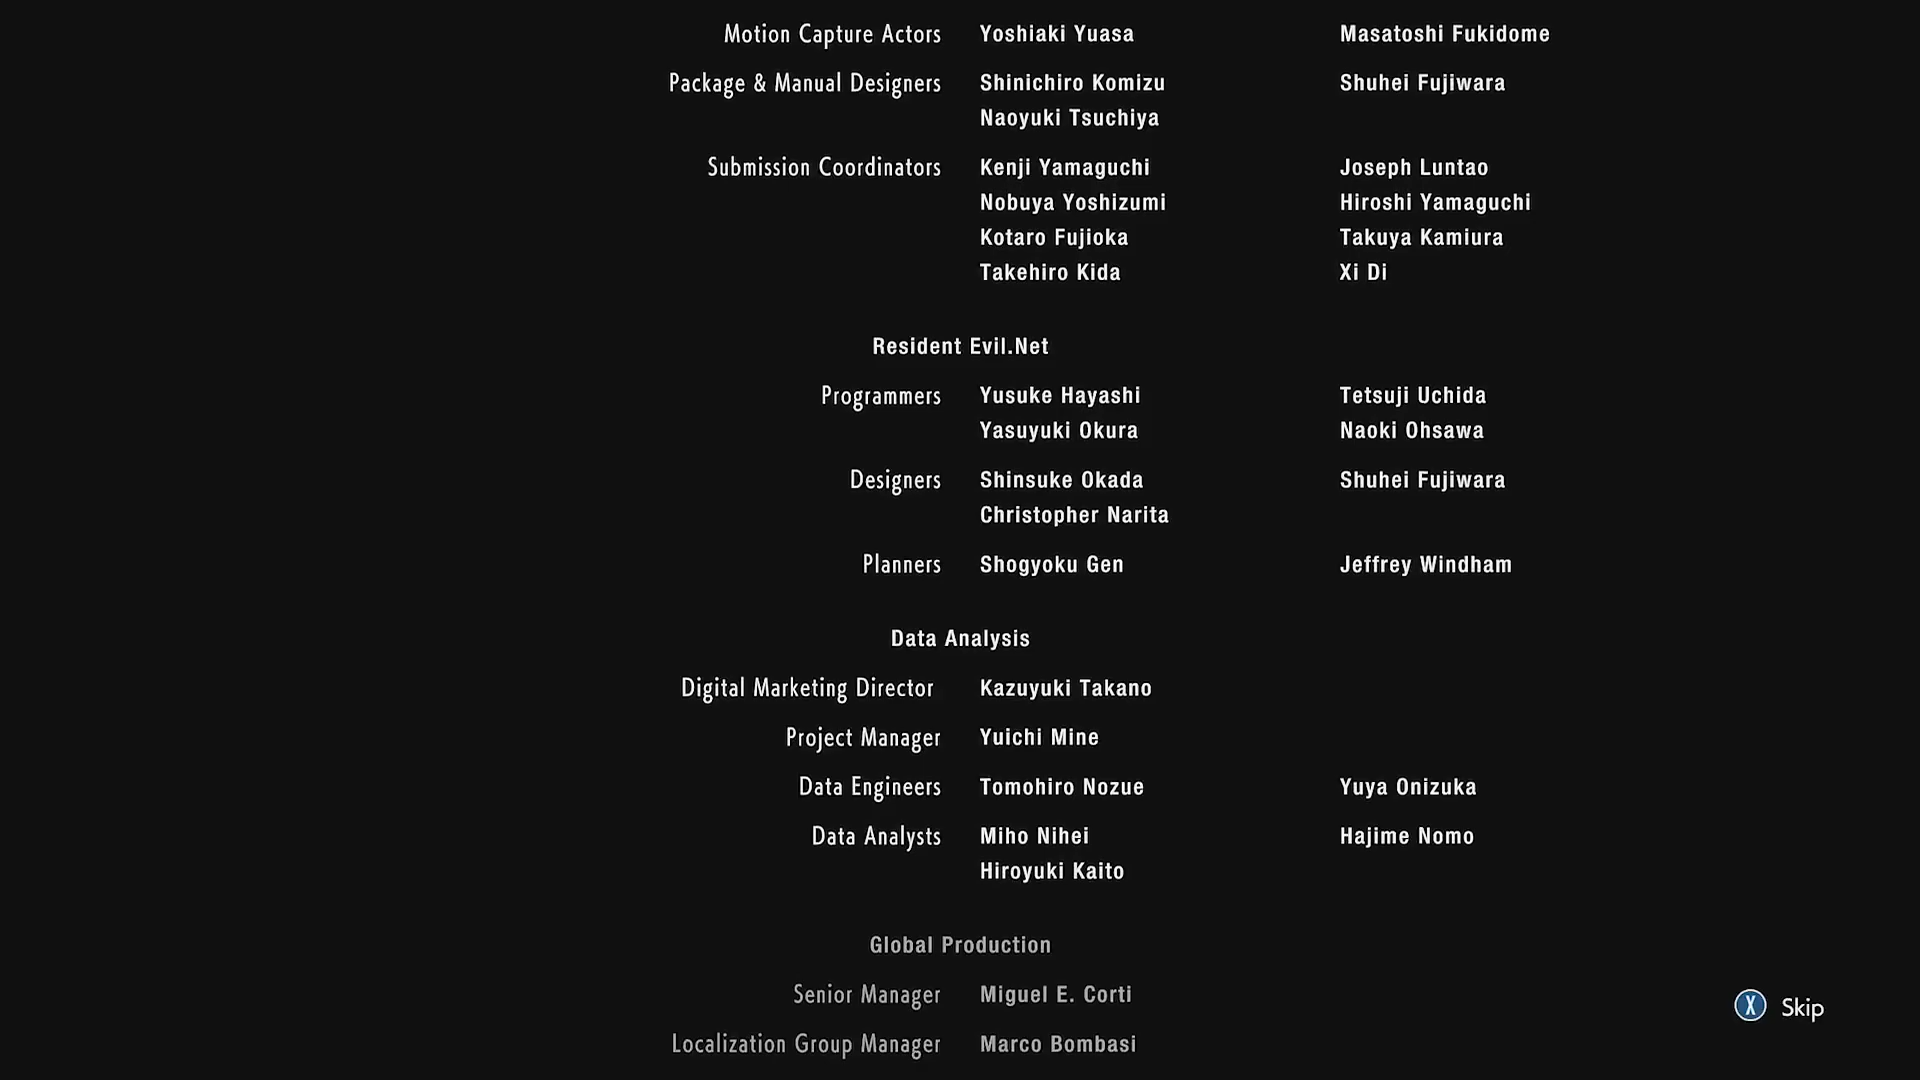 Motion Capture Actors Yoshiaki Yuasa Masatoshi Fukidome
Package & Manual Designers Shinichiro Komizu Shuhei Fujiwara
Naoyuki Tsuchiya
Submission Coordinators Kenji Yamaguchi Joseph Luntao
Nobuya Yoshizumi Hiroshi Yamaguchi
Kotaro Fujioka Takuya Kamiura
Takehiro Kida Xi Di
Resident Evil.Net
Programmers Yusuke Hayashi Tetsuji Uchida
Yasuyuki Okura Naoki Ohsawa
Designers Shinsuke Okada Shuhei Fujiwara
Christopher Narita
Planners Shogyoku Gen Jeffrey Windham
Data Analysis
Digital Marketing Director Kazuyuki Takano
Project Manager Yuichi Mine
Data Engineers Tomohiro Nozue Yuya Onizuka
Data Analysts Miho Nihei Hajime Nomo
Hiroyuki Kaito
Global Production
Senior Manager Miguel E. Corti
X Skip
Localization Group Manager Marco Bombasi